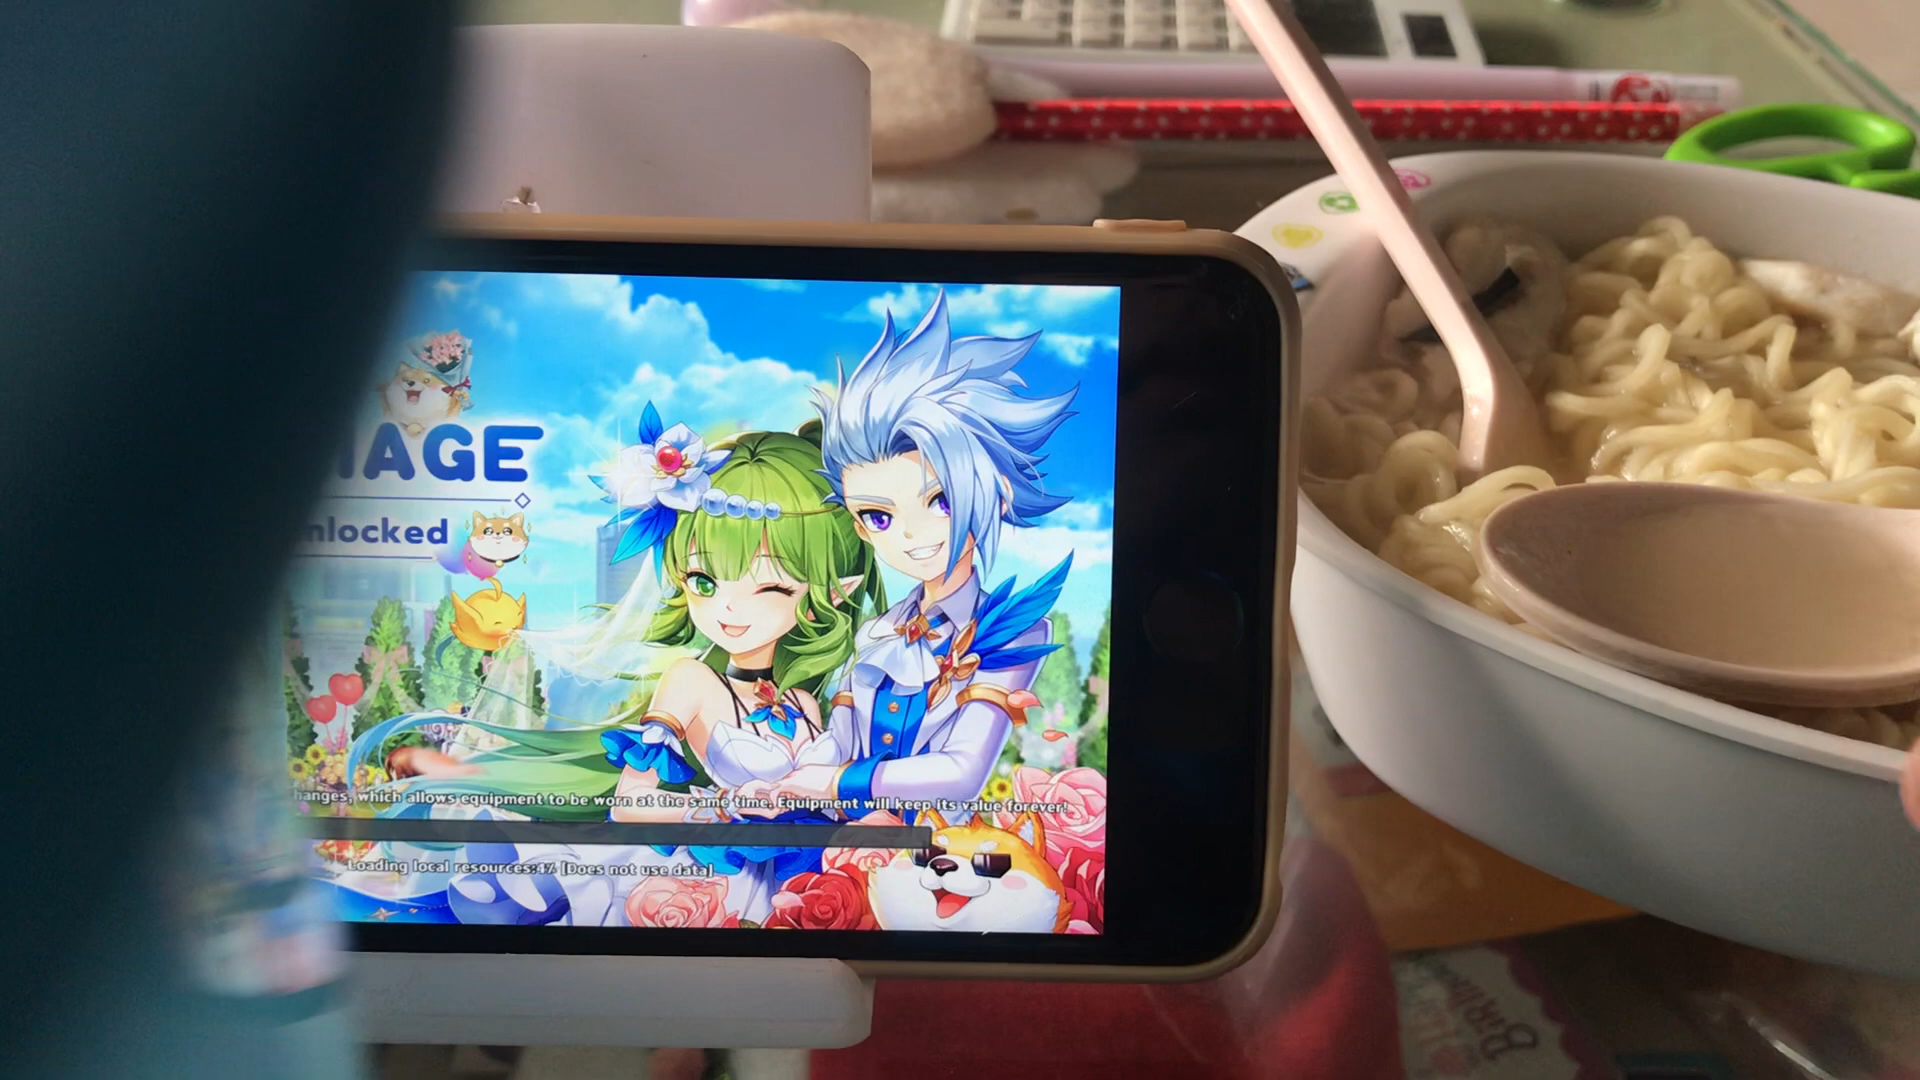 IAGE
nlocked
hanges, which allows equipment to be worn at the same time. Equipment will keep its value forever!
Loading local resources:4% [Does not use data]